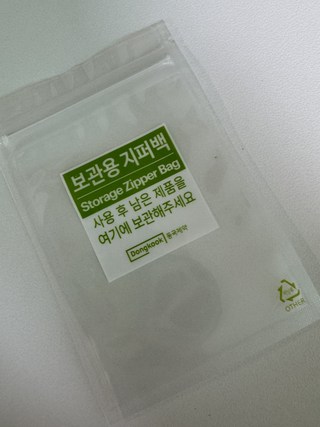 보관용 지퍼백
Storage Zipper Bag
사용 후 남은 제품을
여기에 보관해주세요
Dongkook 동국제약
OTHER